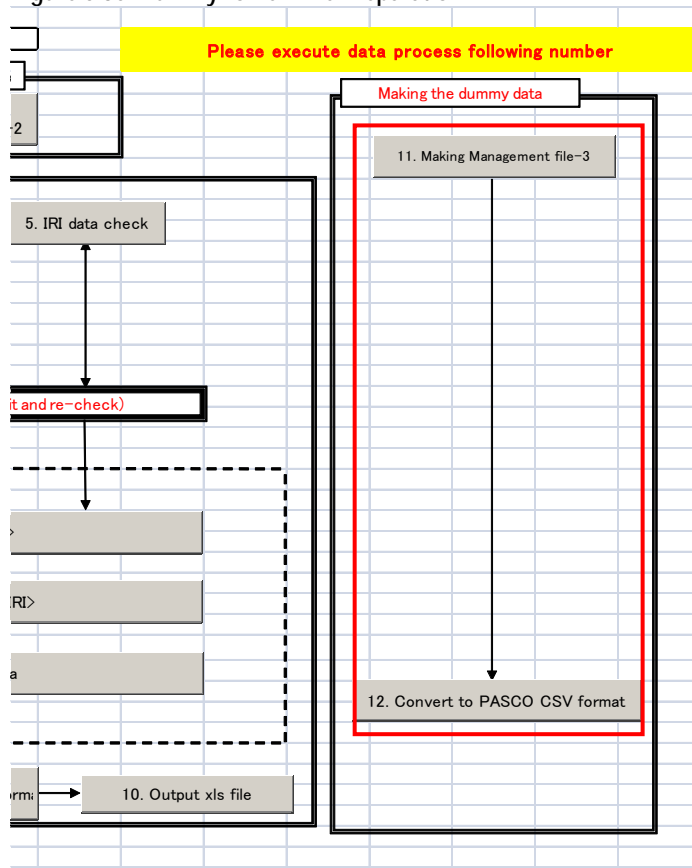 Please execute data process following number
Making the dummy data
-2
11. Making Management file-3
5. IRI data check
it and re-check)
>
RI>
a
12. Convert to PASCO CSV format
10. Output xls file